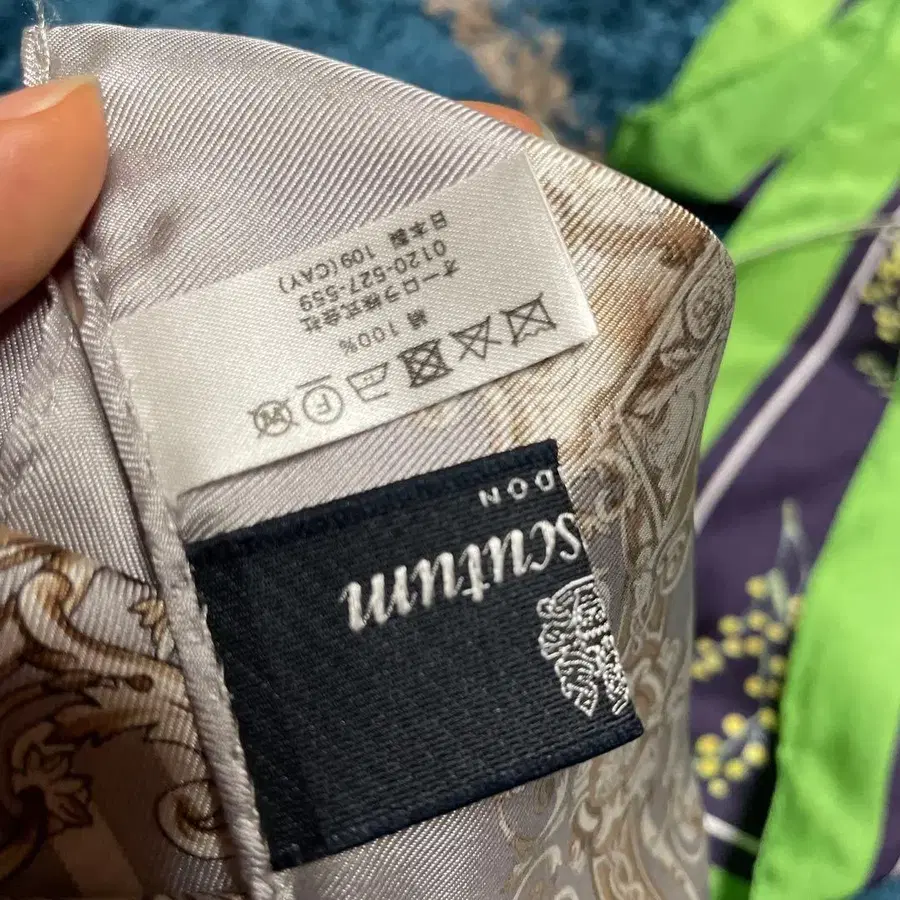 F W
絹 100%
オーロラ株式会社
0120-527-559
日本製 109(CAY)
scutum
DON